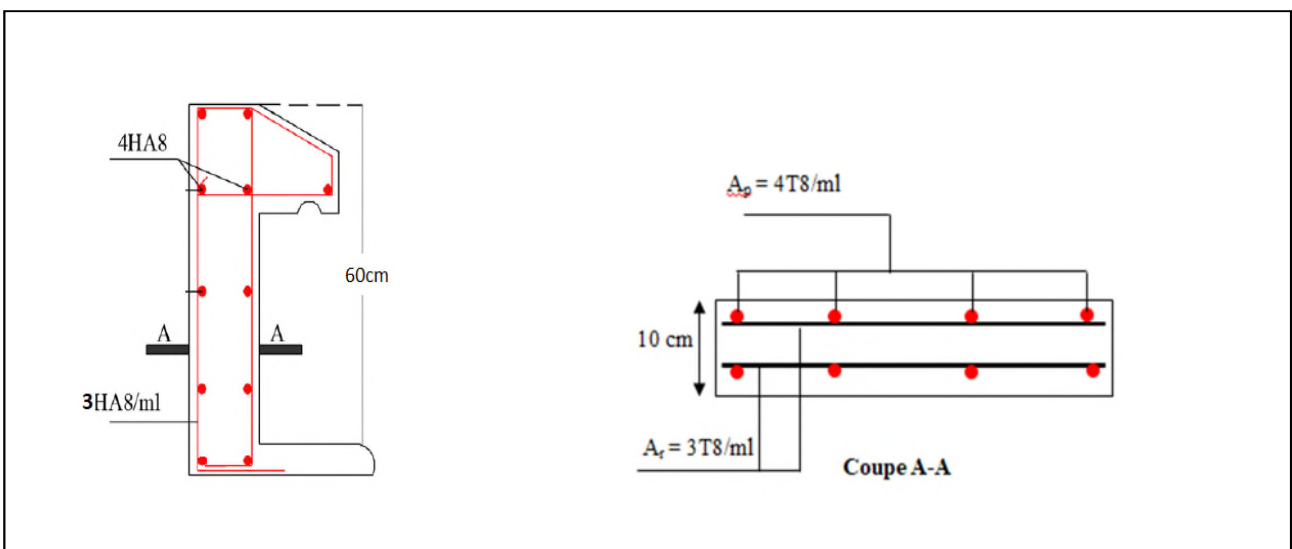 4HA8
60cm
A A
3HA8/ml
Ap = 4T8/ml
10 cm
Ar = 3T8/ml
Coupe A-A